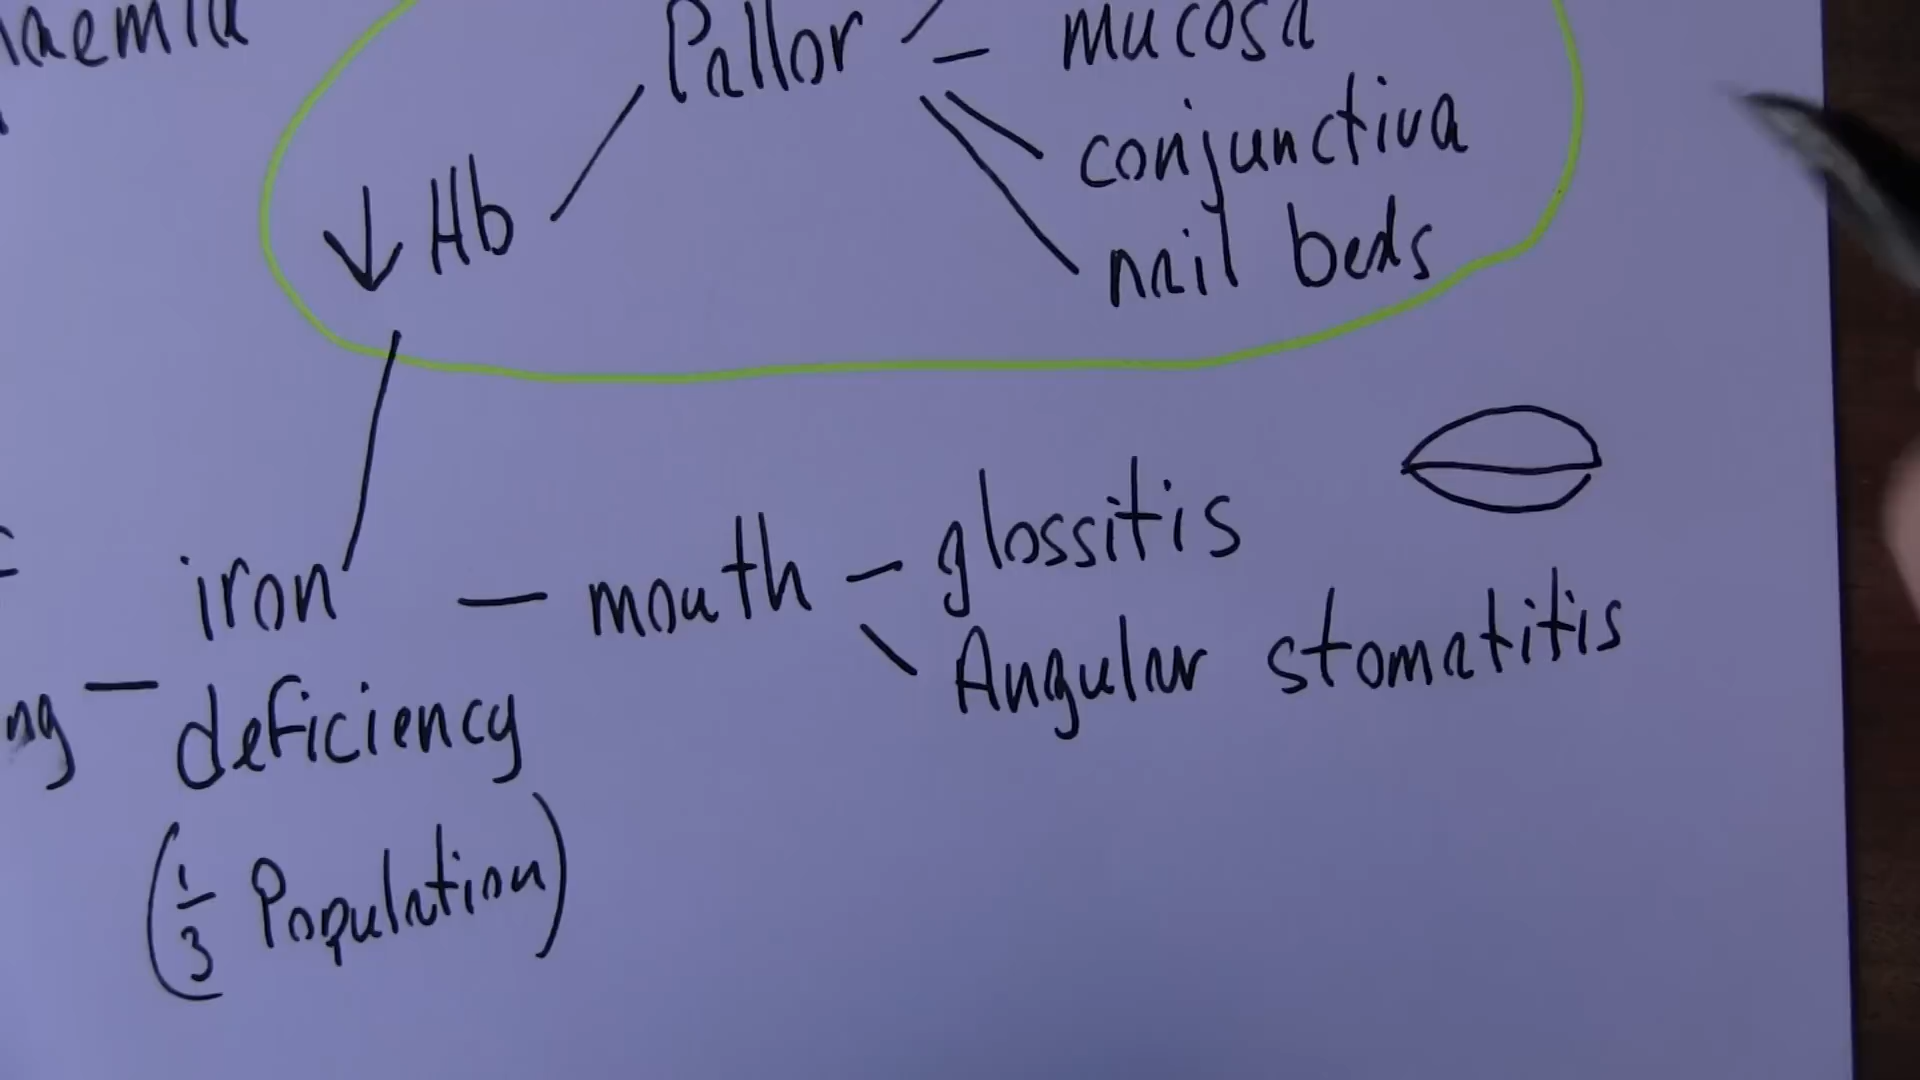 Pallor – mucosa
conjunctiva
nail beds
↓ Hb
iron – mouth – glossitis
Angular stomatitis
– deficiency
(1/3 Population)